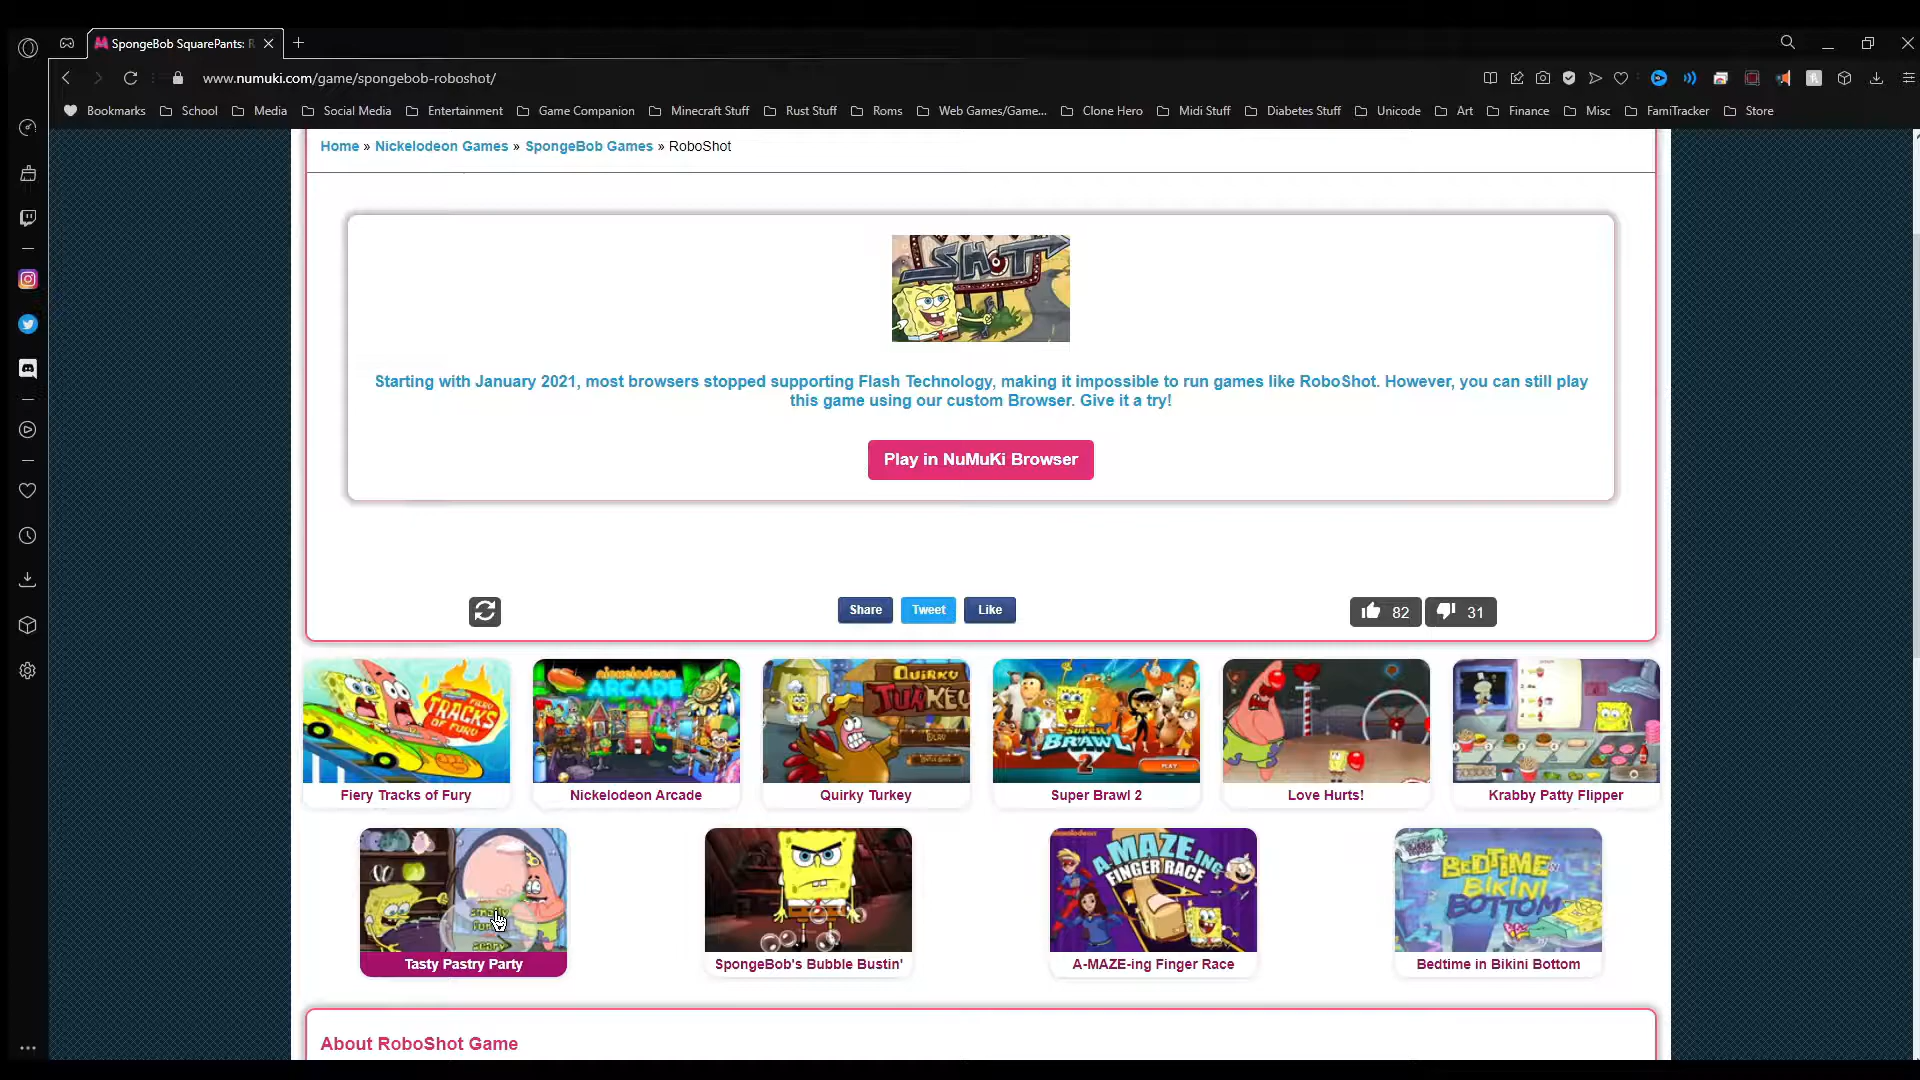 SpongeBob SquarePants: R
www.numuki.com/game/spongebob-roboshot/
Bookmarks School Media Social Media Entertainment Game Companion Minecraft Stuff Rust Stuff Roms Web Games/Game... Clone Hero Midi Stuff Diabetes Stuff Unicode Art Finance Misc FamiTracker Store
Home » Nickelodeon Games » SpongeBob Games » RoboShot
SHOT
Starting with January 2021, most browsers stopped supporting Flash Technology, making it impossible to run games like RoboShot. However, you can still play
this game using our custom Browser. Give it a try!
Play in NuMuKi Browser
Share Tweet Like 82 31
FIERY TRACKS OF FURY
nickelodeon ARCADE
QUIRKY TURKEY
PLAY
SUPER BRAWL 2
PLAY
Fiery Tracks of Fury Nickelodeon Arcade Quirky Turkey Super Brawl 2 Love Hurts! Krabby Patty Flipper
smelly
scary
nickelodeon
A-MAZE-ING FINGER RACE
BEDTIME IN BIKINI BOTTOM
Tasty Pastry Party SpongeBob's Bubble Bustin' A-MAZE-ing Finger Race Bedtime in Bikini Bottom
About RoboShot Game